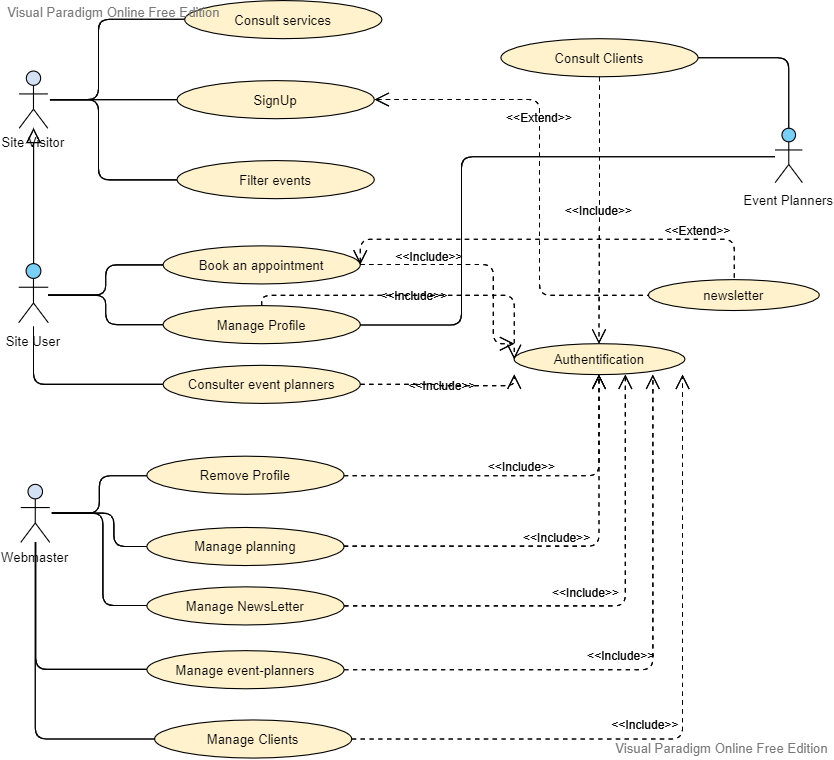 Visual Paradigm Online Free Edition
Consult services
Consult Clients
SignUp
<<Extend>>
Site Visitor
Filter events
Event Planners
<<Include>>
<<Extend>>
Book an appointment
<<Include>>
Manage Profile
<<Include>>
newsletter
Site User
Authentification
Consulter event planners
<<Include>>
Remove Profile
<<Include>>
Manage planning
<<Include>>
Webmaster
Manage NewsLetter
<<Include>>
Manage event-planners
<<Include>>
Manage Clients
<<Include>>
Visual Paradigm Online Free Edition